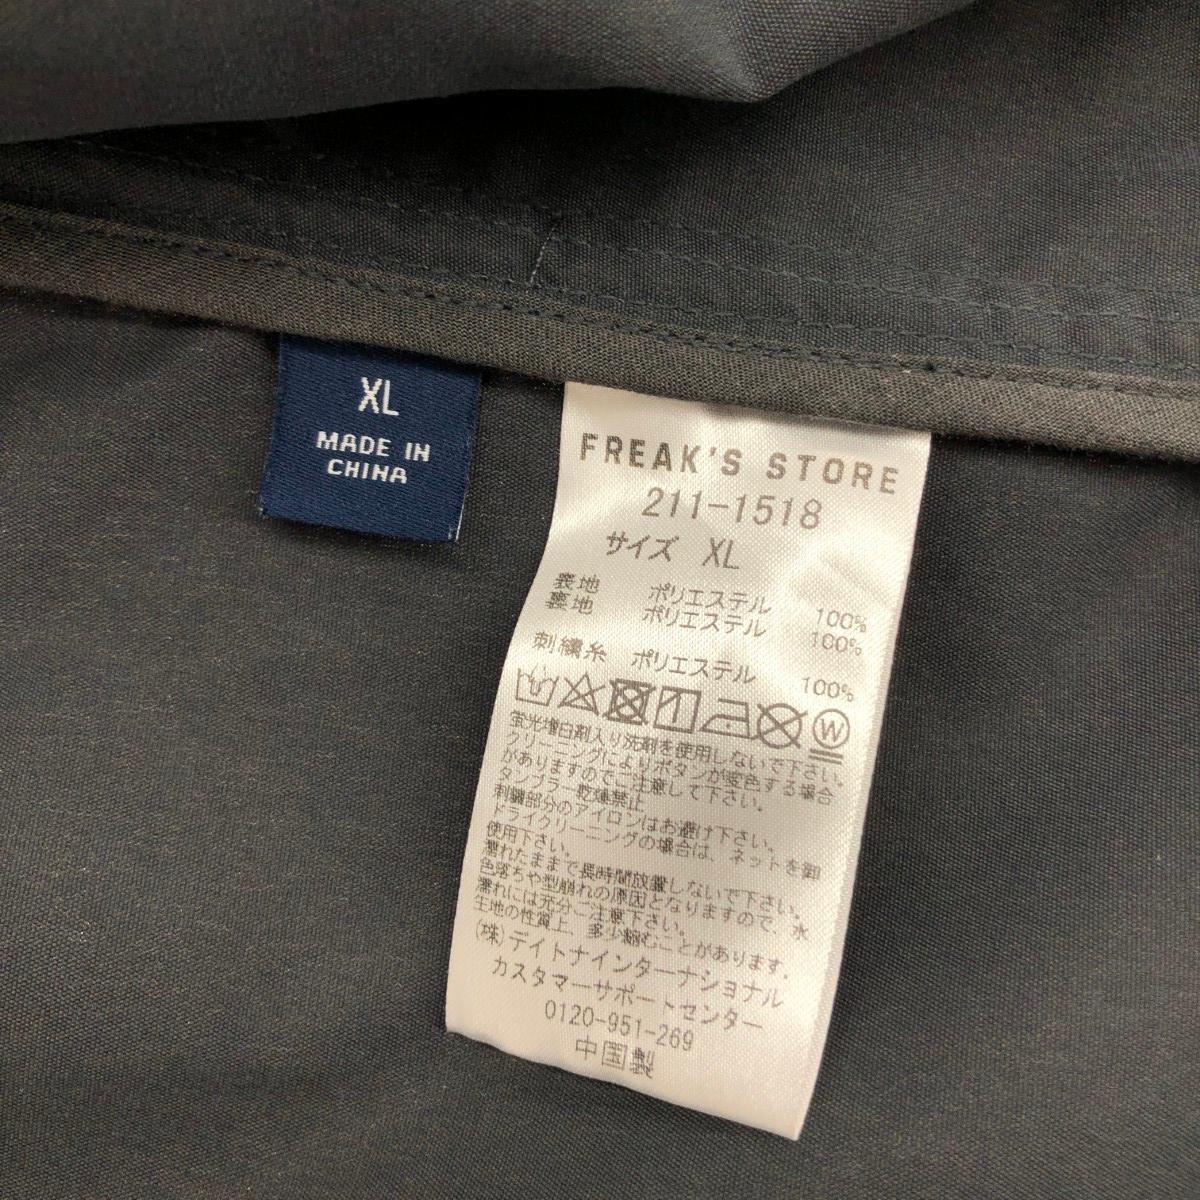 XL
MADE IN
CHINA
FREAK'S STORE
211-1518
サイズ XL
表地 ポリエステル 100%
裏地 ポリエステル 100%
刺繍糸 ポリエステル 100%
W
蛍光増白剤入り洗剤を使用しないで下さい。
クリーニングによりボタンが変色する場合
がありますのでご注意して下さい。
タンブラー乾燥禁止
刺繍部分のアイロンはお避け下さい。
ドライクリーニングの場合は、ネットを御
使用下さい。
濡れたままで長時間放置しないで下さい。
色落ちや型崩れの原因となりますので、水
濡れには充分ご注意下さい。
生地の性質上、多少縮むことがあります。
(株)デイトナインターナショナル
カスタマーサポートセンター
0120-951-269
中国製